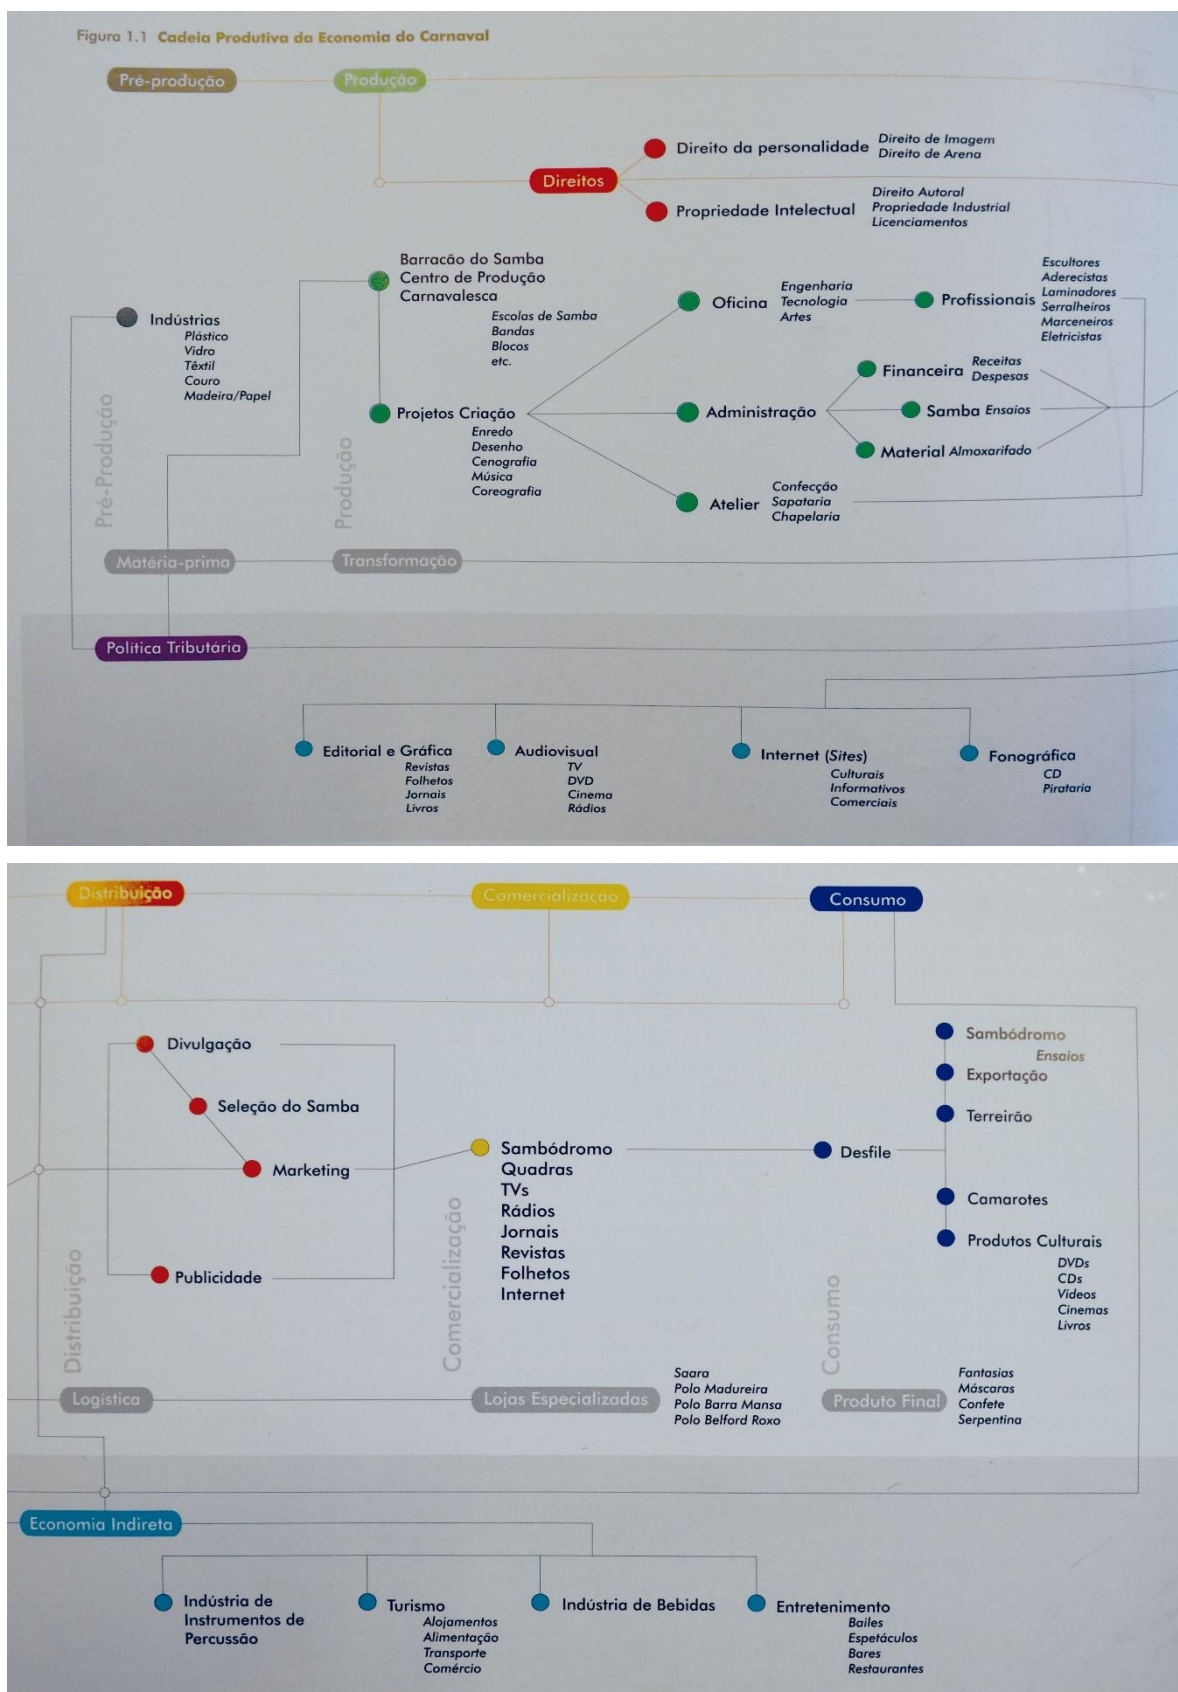 Figura 1.1 Cadeia Produtiva da Economia do Carnaval
Pré-produção
Produção
Direitos
Direito da personalidade
Direito de Imagem
Direito de Arena
Propriedade Intelectual
Direito Autoral
Propriedade Industrial
Licenciamentos
Indústrias
Plástico
Vidro
Têxtil
Couro
Madeira/Papel
Pré-Produção
Barracão do Samba
Centro de Produção
Carnavalesca
Escolas de Samba
Bandas
Blocos
etc.
Projetos Criação
Enredo
Desenho
Cenografia
Música
Coreografia
Produção
Oficina
Engenharia
Tecnologia
Artes
Profissionais
Escultores
Aderecistas
Laminadores
Serralheiros
Marceneiros
Eletricistas
Administração
Financeira
Receitas
Despesas
Samba Ensaios
Material Almoxarifado
Atelier
Confecção
Sapataria
Chapelaria
Matéria-prima
Transformação
Política Tributária
Editorial e Gráfica
Revistas
Folhetos
Jornais
Livros
Audiovisual
TV
DVD
Cinema
Rádios
Internet (Sites)
Culturais
Informativos
Comerciais
Fonográfica
CD
Pirataria
Distribuição
Comercialização
Consumo
Divulgação
Seleção do Samba
Marketing
Publicidade
Distribuição
Sambódromo
Quadras
TVs
Rádios
Jornais
Revistas
Folhetos
Internet
Comercialização
Desfile
Sambódromo
Ensaios
Exportação
Terreirão
Camarotes
Produtos Culturais
DVDs
CDs
Vídeos
Cinemas
Livros
Consumo
Logística
Lojas Especializadas
Saara
Polo Madureira
Polo Barra Mansa
Polo Belford Roxo
Produto Final
Fantasias
Máscaras
Confete
Serpentina
Economia Indireta
Indústria de
Instrumentos de
Percussão
Turismo
Alojamentos
Alimentação
Transporte
Comércio
Indústria de Bebidas
Entretenimento
Bailes
Espetáculos
Bares
Restaurantes